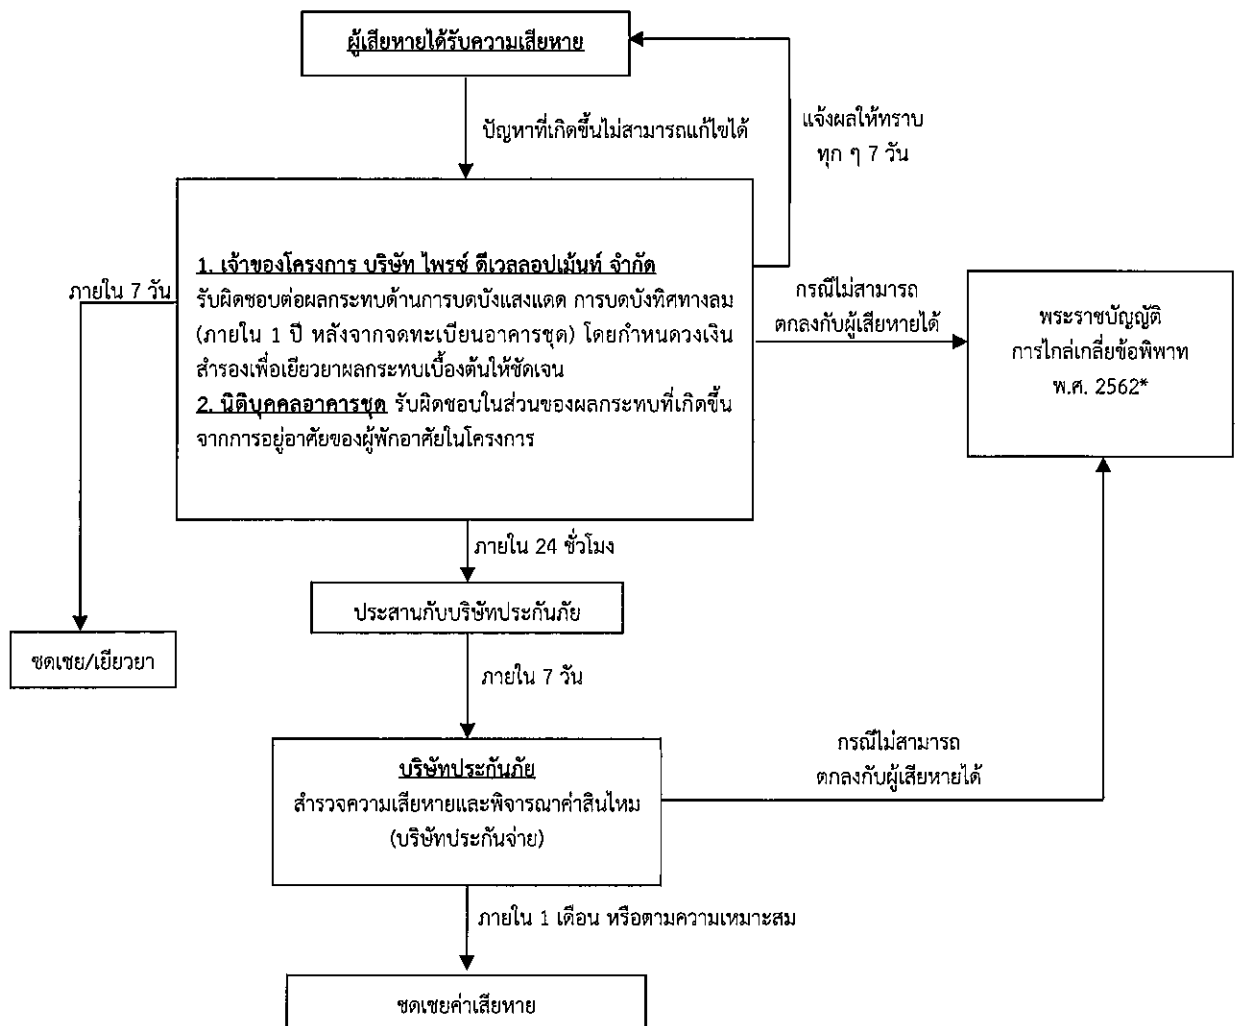 ผู้เสียหายได้รับความเสียหาย
ปัญหาที่เกิดขึ้นไม่สามารถแก้ไขได้
แจ้งผลให้ทราบ
ทุก ๆ 7 วัน
1. เจ้าของโครงการ บริษัท ไพรซ์ ดีเวลลอปเม้นท์ จำกัด
รับผิดชอบต่อผลกระทบด้านการบดบังแสงแดด การบดบังทิศทางลม
(ภายใน 1 ปี หลังจากจดทะเบียนอาคารชุด) โดยกำหนดวงเงิน
สำรองเพื่อเยียวยาผลกระทบเบื้องต้นให้ชัดเจน
2. นิติบุคคลอาคารชุด รับผิดชอบในส่วนของผลกระทบที่เกิดขึ้น
จากการอยู่อาศัยของผู้พักอาศัยในโครงการ
ภายใน 7 วัน
กรณีไม่สามารถ
ตกลงกับผู้เสียหายได้
พระราชบัญญัติ
การไกล่เกลี่ยข้อพิพาท
พ.ศ. 2562*
ภายใน 24 ชั่วโมง
ประสานกับบริษัทประกันภัย
ชดเชย/เยียวยา
ภายใน 7 วัน
บริษัทประกันภัย
สำรวจความเสียหายและพิจารณาค่าสินไหม
(บริษัทประกันจ่าย)
กรณีไม่สามารถ
ตกลงกับผู้เสียหายได้
ภายใน 1 เดือน หรือตามความเหมาะสม
ชดเชยค่าเสียหาย